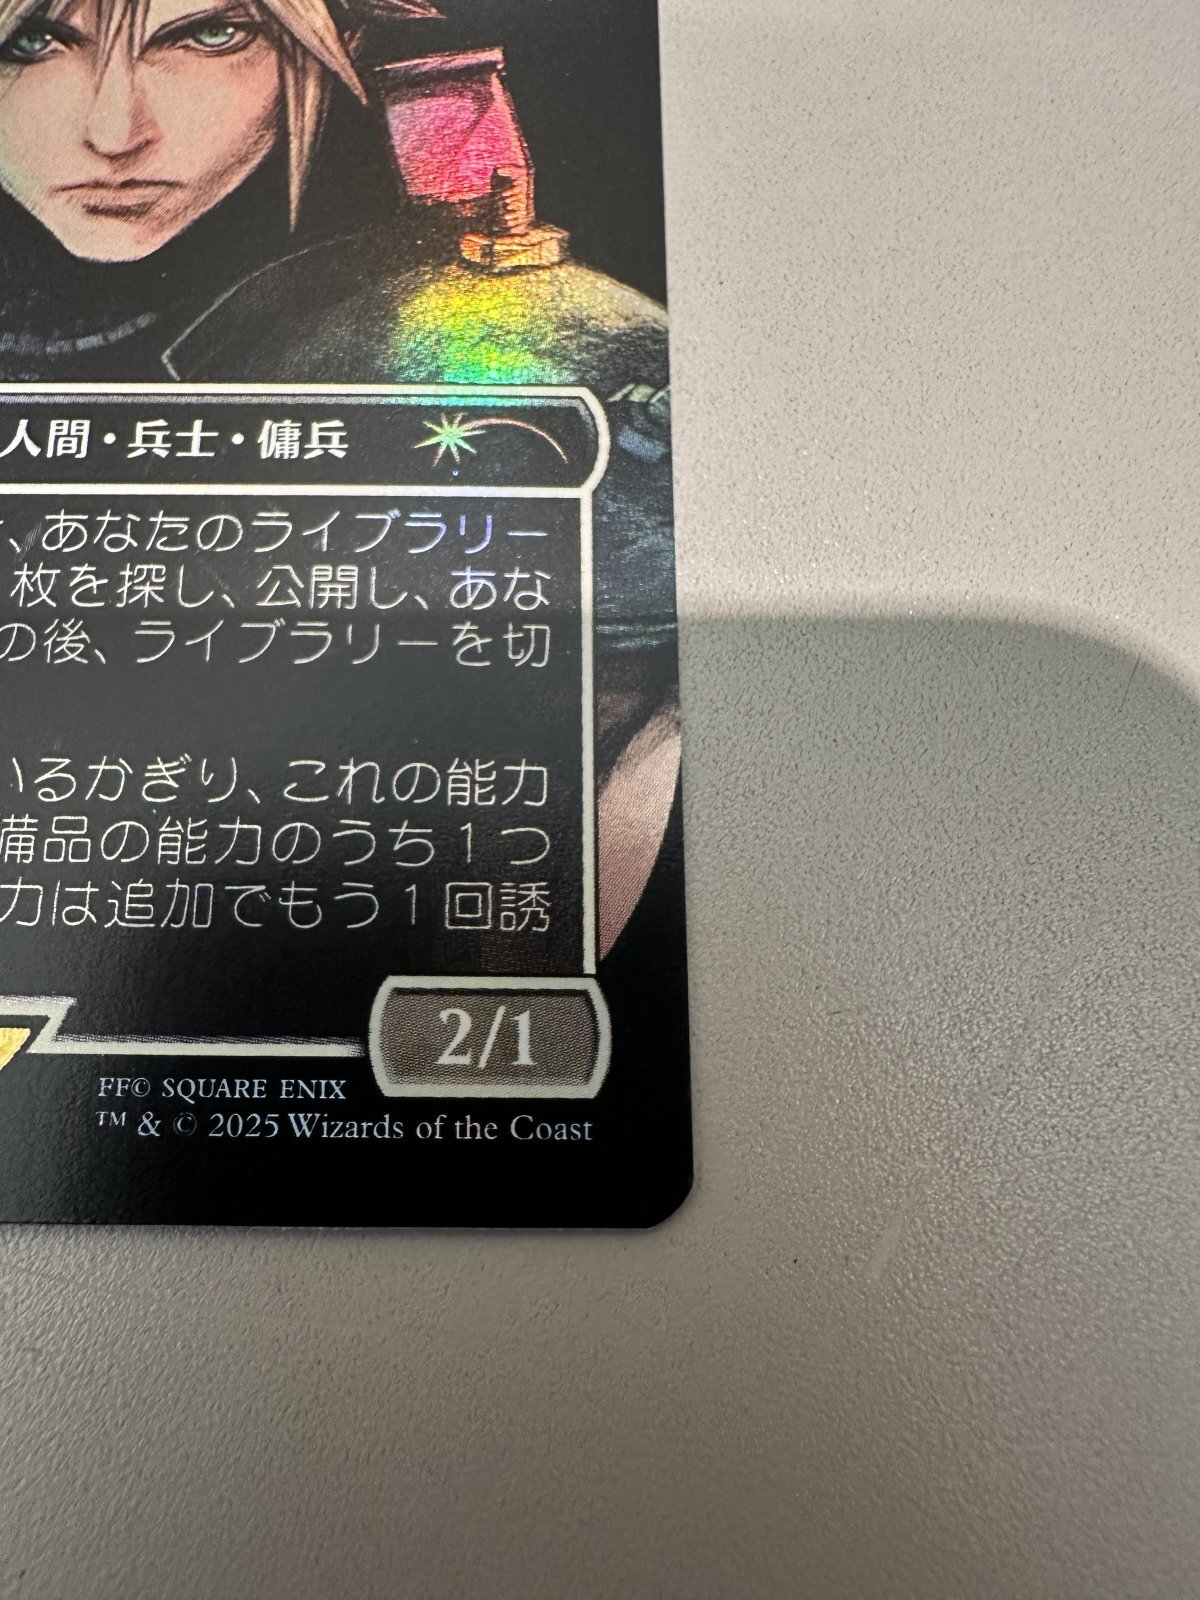 人間・兵士・傭兵
、あなたのライブラリー
枚を探し、公開し、あな
の後、ライブラリーを切
いるかぎり、これの能力
備品の能力のうち1つ
力は追加でもう1回誘
2/1
FF© SQUARE ENIX
™ & © 2025 Wizards of the Coast